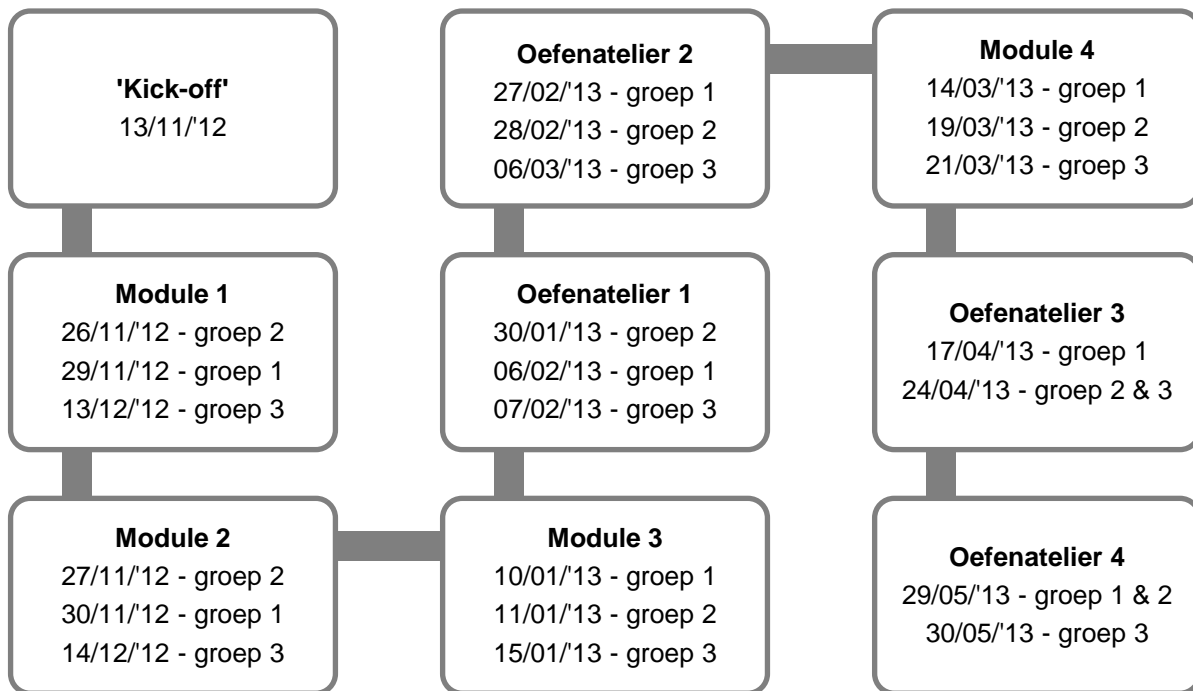 'Kick-off'
13/11/'12
Module 1
26/11/'12 - groep 2
29/11/'12 - groep 1
13/12/'12 - groep 3
Module 2
27/11/'12 - groep 2
30/11/'12 - groep 1
14/12/'12 - groep 3
Module 3
10/01/'13 - groep 1
11/01/'13 - groep 2
15/01/'13 - groep 3
Oefenatelier 1
30/01/'13 - groep 2
06/02/'13 - groep 1
07/02/'13 - groep 3
Oefenatelier 2
27/02/'13 - groep 1
28/02/'13 - groep 2
06/03/'13 - groep 3
Module 4
14/03/'13 - groep 1
19/03/'13 - groep 2
21/03/'13 - groep 3
Oefenatelier 3
17/04/'13 - groep 1
24/04/'13 - groep 2 & 3
Oefenatelier 4
29/05/'13 - groep 1 & 2
30/05/'13 - groep 3